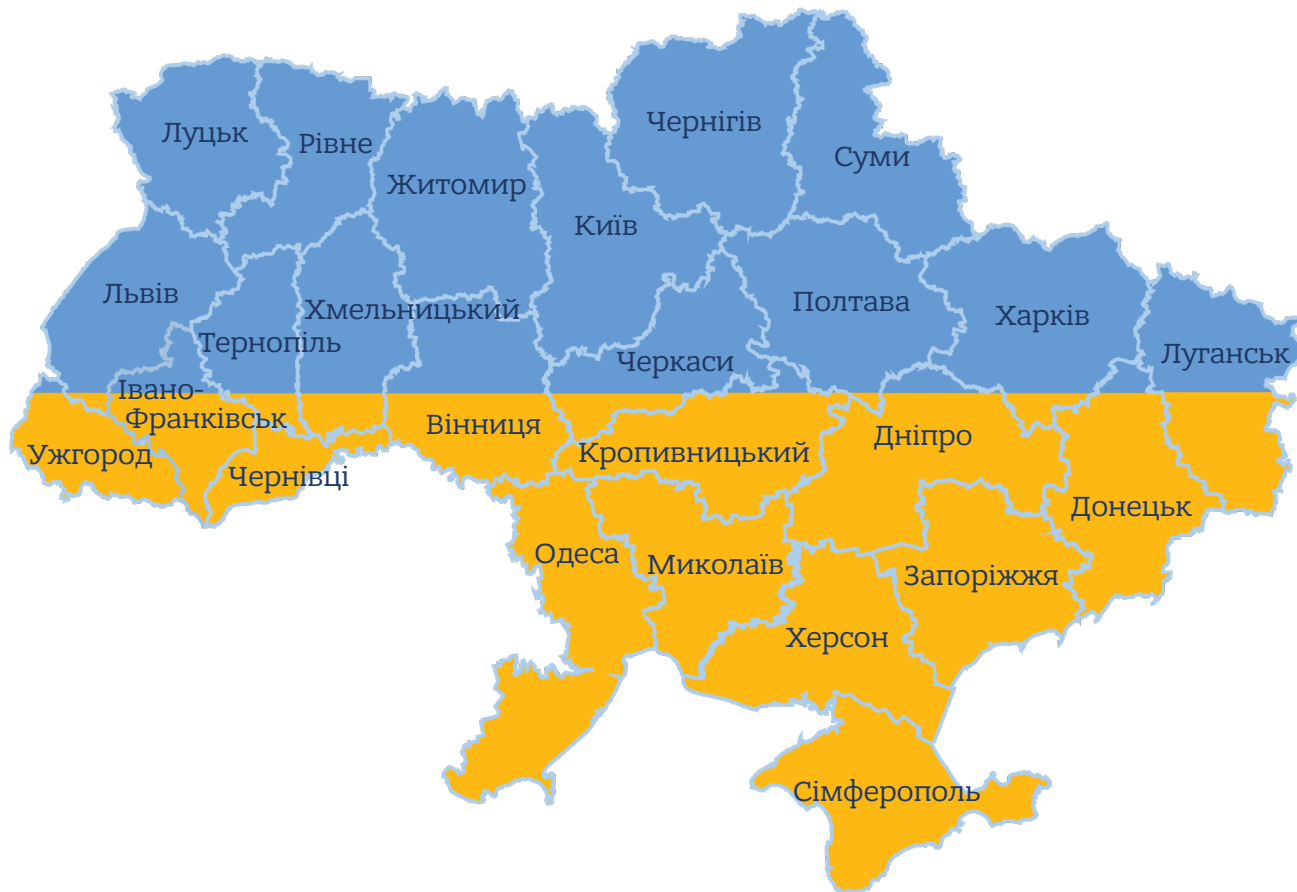 Чернігів
Луцьк
Рівне
Суми
Житомир
Київ
Львів
Хмельницький
Полтава
Харків
Тернопіль
Черкаси
Луганськ
Івано-
Франківськ
Вінниця
Дніпро
Ужгород
Кропивницький
Чернівці
Донецьк
Одеса
Миколаїв
Запоріжжя
Херсон
Сімферополь